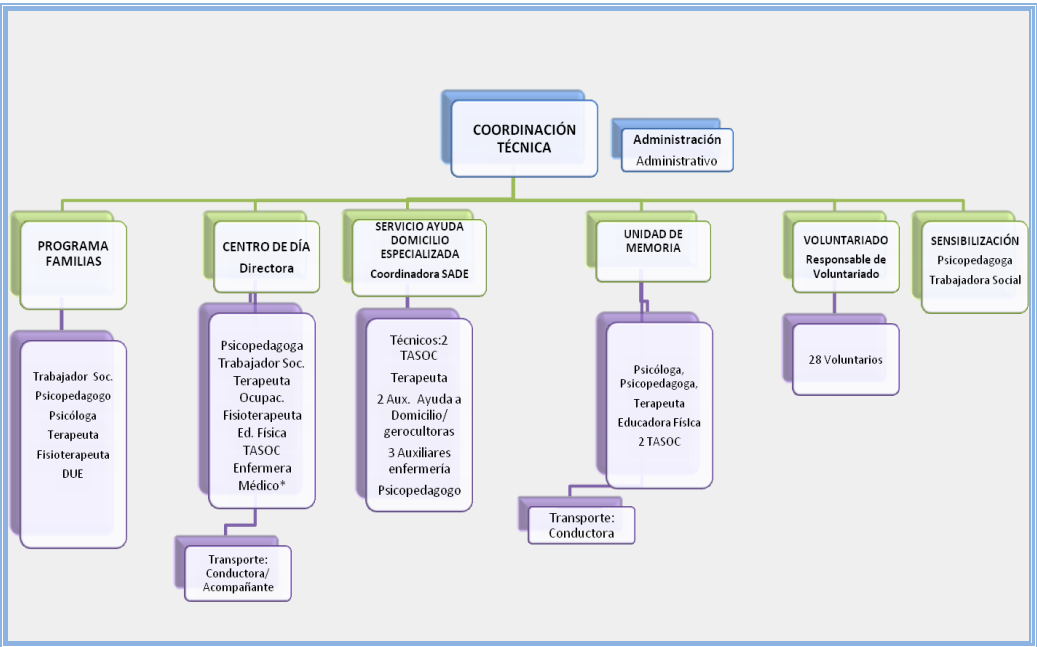 COORDINACIÓN
TÉCNICA
Administración
Administrativo
PROGRAMA
FAMILIAS
CENTRO DE DÍA
Directora
SERVICIO AYUDA
DOMICILIO
ESPECIALIZADA
Coordinadora SADE
UNIDAD DE
MEMORIA
VOLUNTARIADO
Responsable de
Voluntariado
SENSIBILIZACIÓN
Psicopedagoga
Trabajadora Social
Trabajador Soc.
Psicopedagogo
Psicóloga
Terapeuta
Fisioterapeuta
DUE
Psicopedagoga
Trabajador Soc.
Terapeuta
Ocupac.
Fisioterapeuta
Ed. Física
TASOC
Enfermera
Médico*
Técnicos:2
TASOC
Terapeuta
2 Aux. Ayuda a
Domicilio/
gerocultoras
3 Auxiliares
enfermería
Psicopedagogo
Psicóloga,
Psicopedagoga,
Terapeuta
Educadora Física
2 TASOC
28 Voluntarios
Transporte:
Conductora/
Acompañante
Transporte:
Conductora